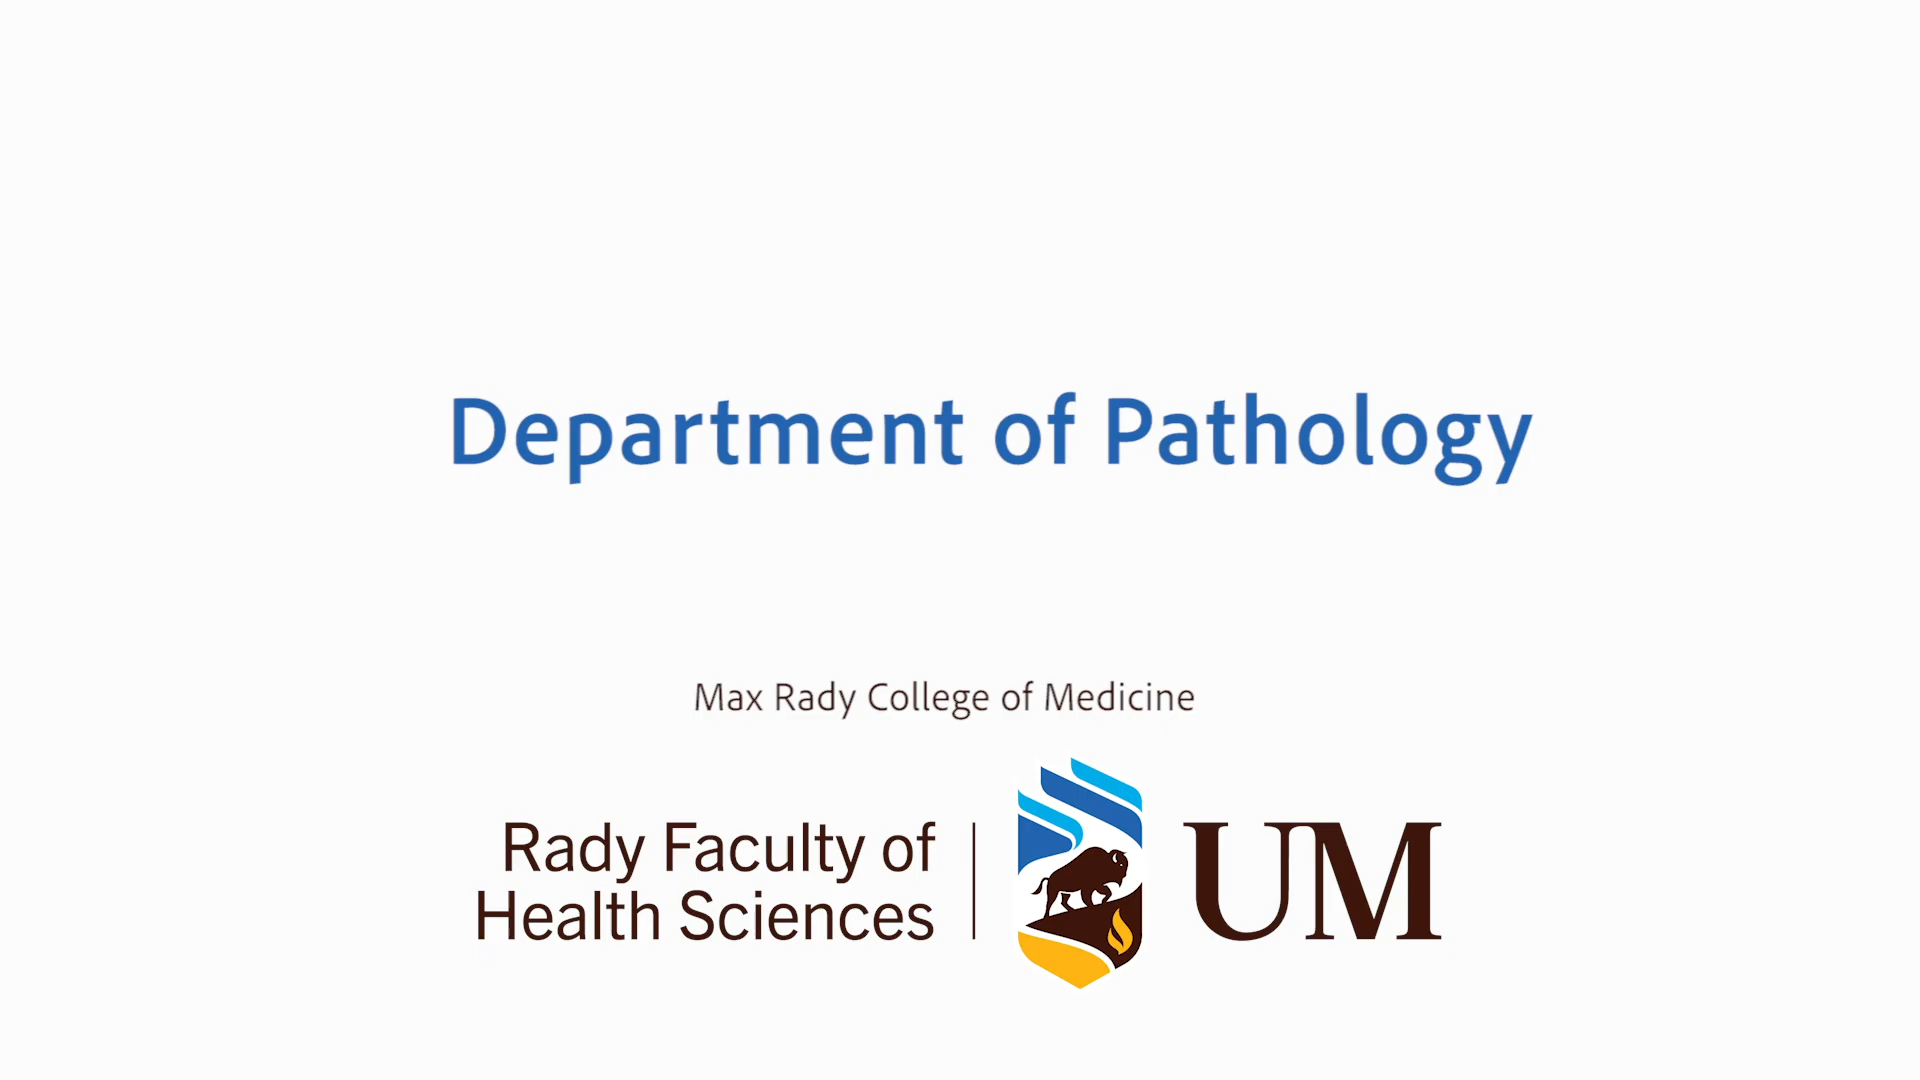 Department of Pathology
Max Rady College of Medicine
Rady Faculty of
Health Sciences
UM